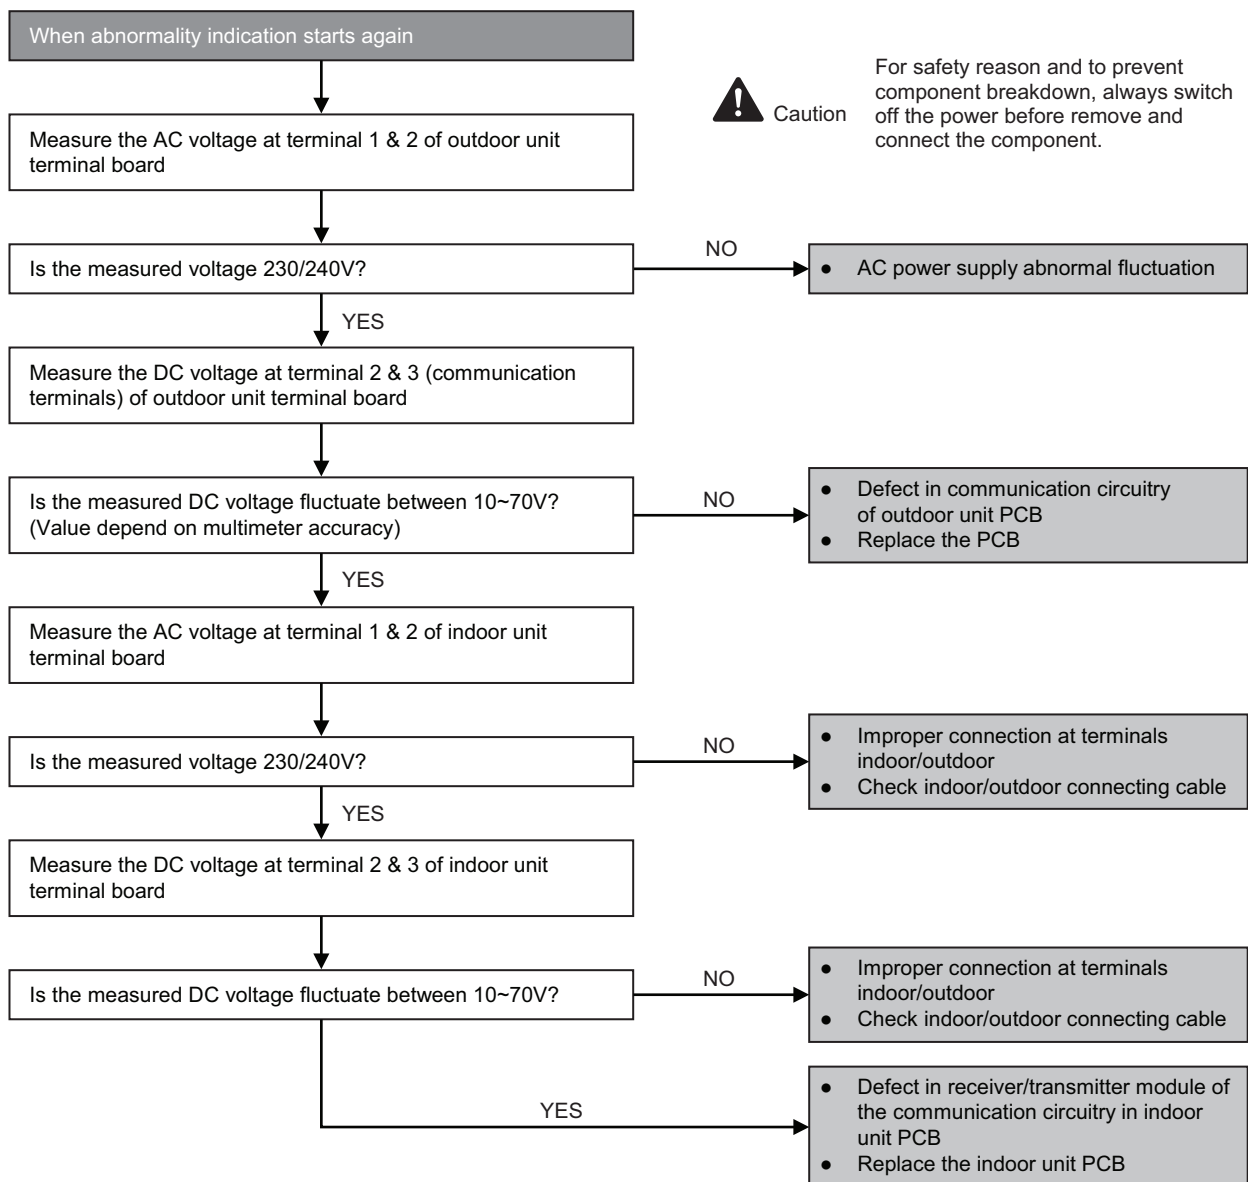 When abnormality indication starts again
For safety reason and to prevent
component breakdown, always switch
off the power before remove and
connect the component.
Caution
Measure the AC voltage at terminal 1 & 2 of outdoor unit
terminal board
Is the measured voltage 230/240V?
NO
● AC power supply abnormal fluctuation
YES
Measure the DC voltage at terminal 2 & 3 (communication
terminals) of outdoor unit terminal board
Is the measured DC voltage fluctuate between 10~70V?
(Value depend on multimeter accuracy)
NO
● Defect in communication circuitry
of outdoor unit PCB
● Replace the PCB
YES
Measure the AC voltage at terminal 1 & 2 of indoor unit
terminal board
Is the measured voltage 230/240V?
NO
● Improper connection at terminals
indoor/outdoor
● Check indoor/outdoor connecting cable
YES
Measure the DC voltage at terminal 2 & 3 of indoor unit
terminal board
Is the measured DC voltage fluctuate between 10~70V?
NO
● Improper connection at terminals
indoor/outdoor
● Check indoor/outdoor connecting cable
YES
● Defect in receiver/transmitter module of
the communication circuitry in indoor
unit PCB
● Replace the indoor unit PCB